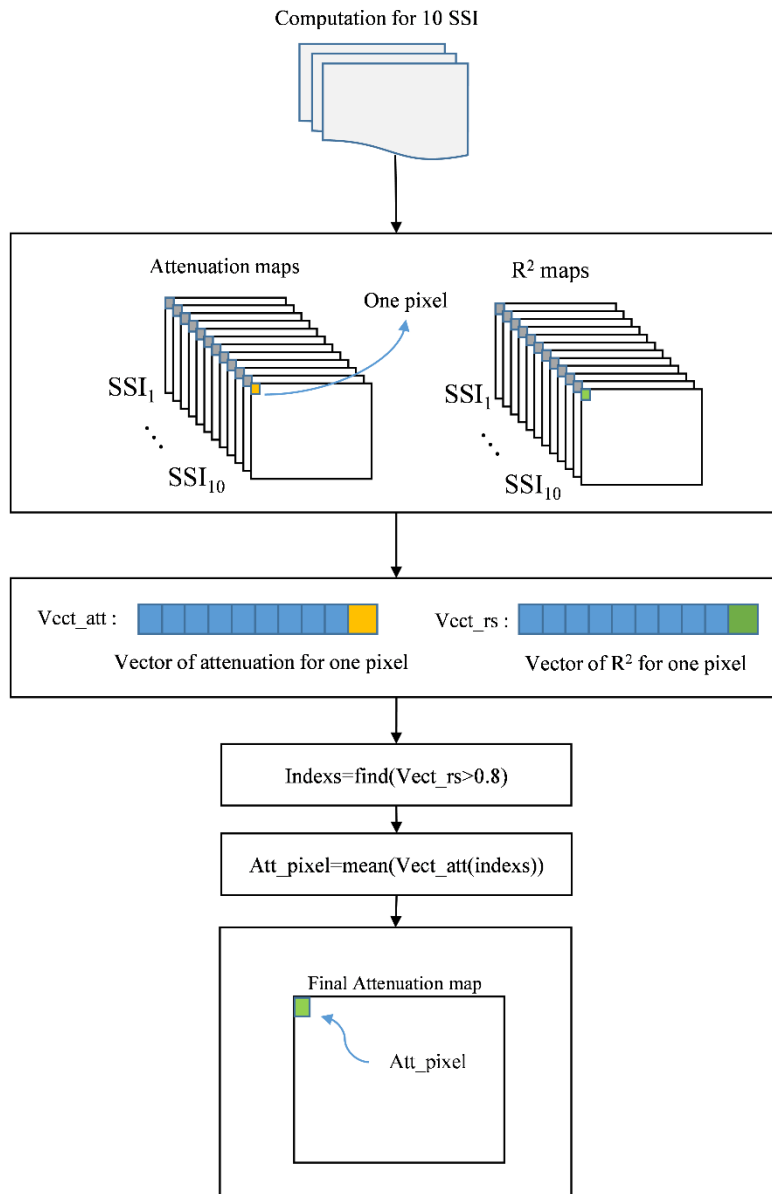 Computation for 10 SSI
Attenuation maps
R² maps
One pixel
SSI₁
SSI₁₀
SSI₁
SSI₁₀
Vect_att :
Vect_rs :
Vector of attenuation for one pixel
Vector of R² for one pixel
Indexs=find(Vect_rs>0.8)
Att_pixel=mean(Vect_att(indexs))
Final Attenuation map
Att_pixel